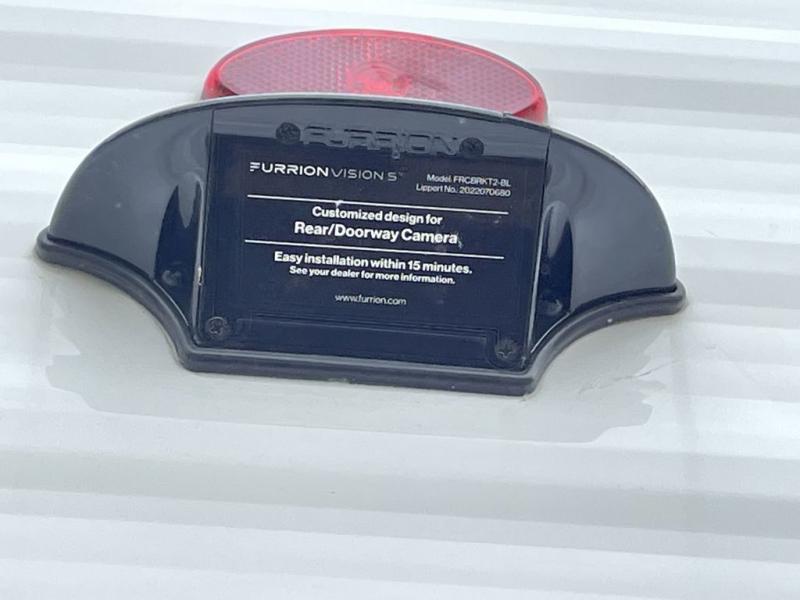 FURRION
FURRION VISION S™
Model: FRCBRKT2-BL
Lippert No.: 2022070680
Customized design for
Rear/Doorway Camera
Easy installation within 15 minutes.
See your dealer for more information.
www.furrion.com